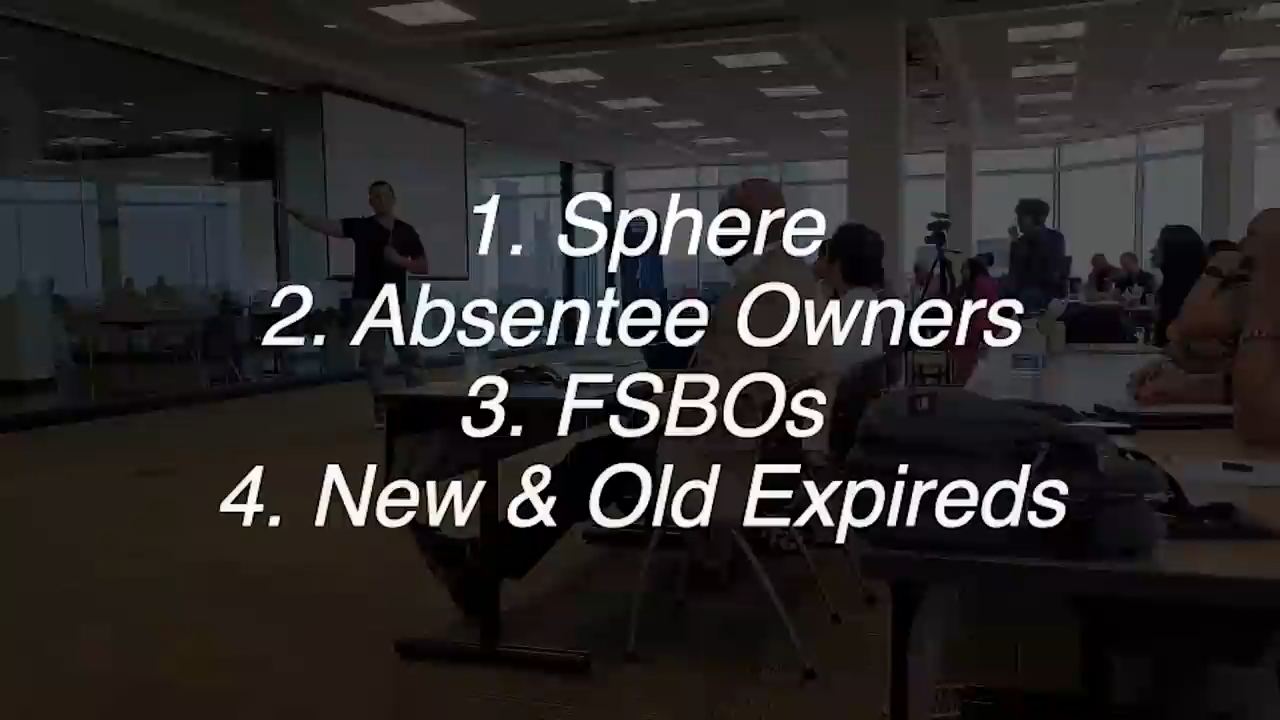 1. Sphere
2. Absentee Owners
3. FSBOs
4. New & Old Expireds